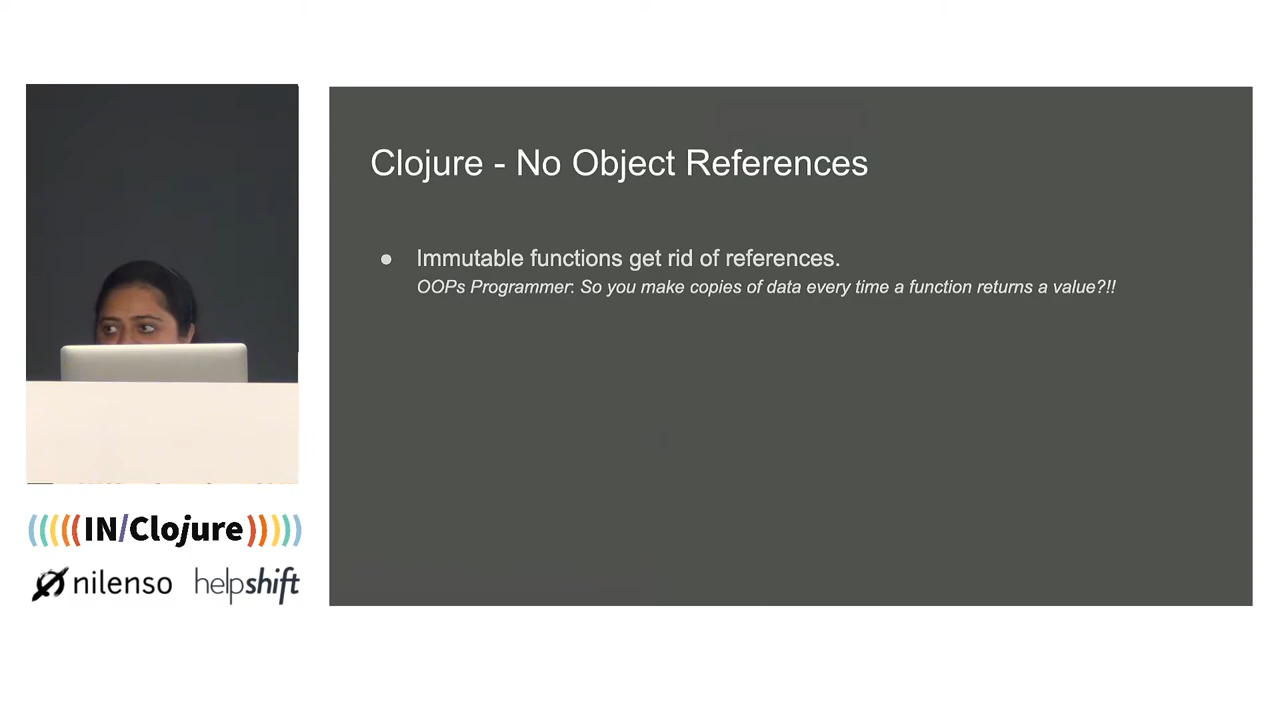 Clojure - No Object References
● Immutable functions get rid of references.
OOPs Programmer: So you make copies of data every time a function returns a value?!!
(((((IN/Clojure)))))
nilenso helpshift